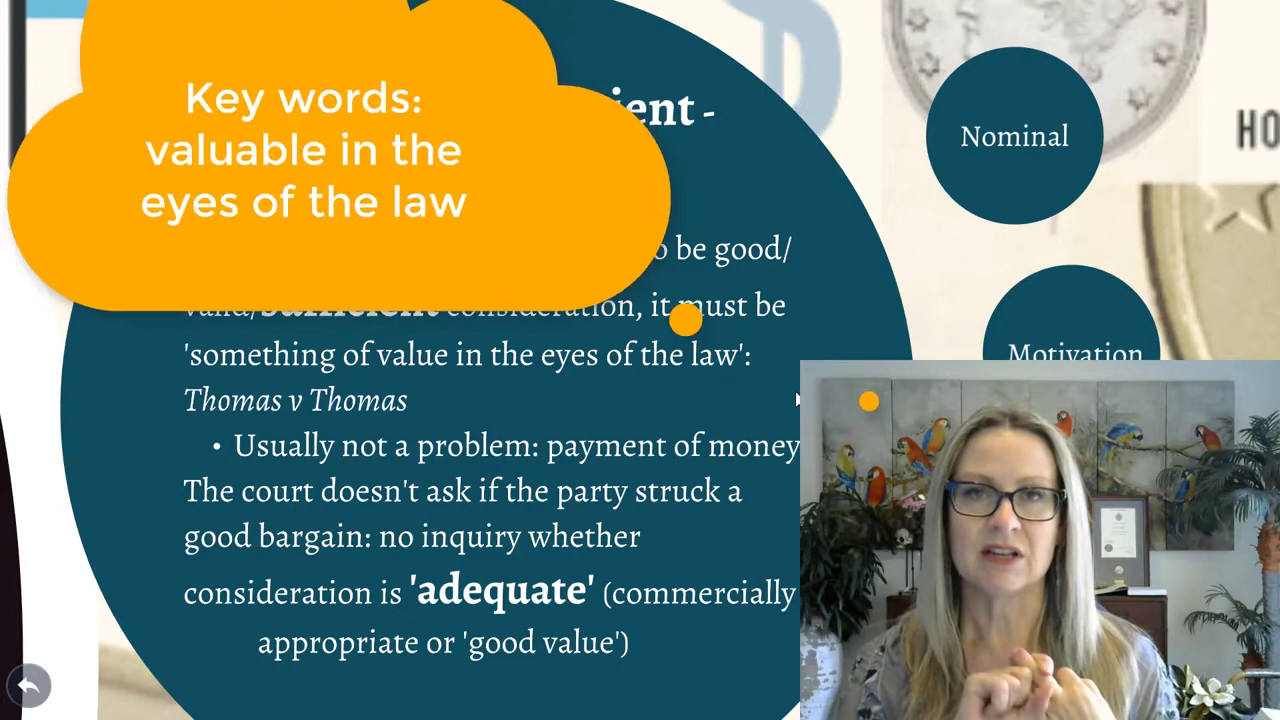 Key words:
valuable in the
eyes of the law
ient -
Nominal
HO
o be good/
valid/sufficient consideration, it must be
'something of value in the eyes of the law':
Thomas v Thomas
Motivation
• Usually not a problem: payment of money
The court doesn't ask if the party struck a
good bargain: no inquiry whether
consideration is 'adequate' (commercially
appropriate or 'good value')